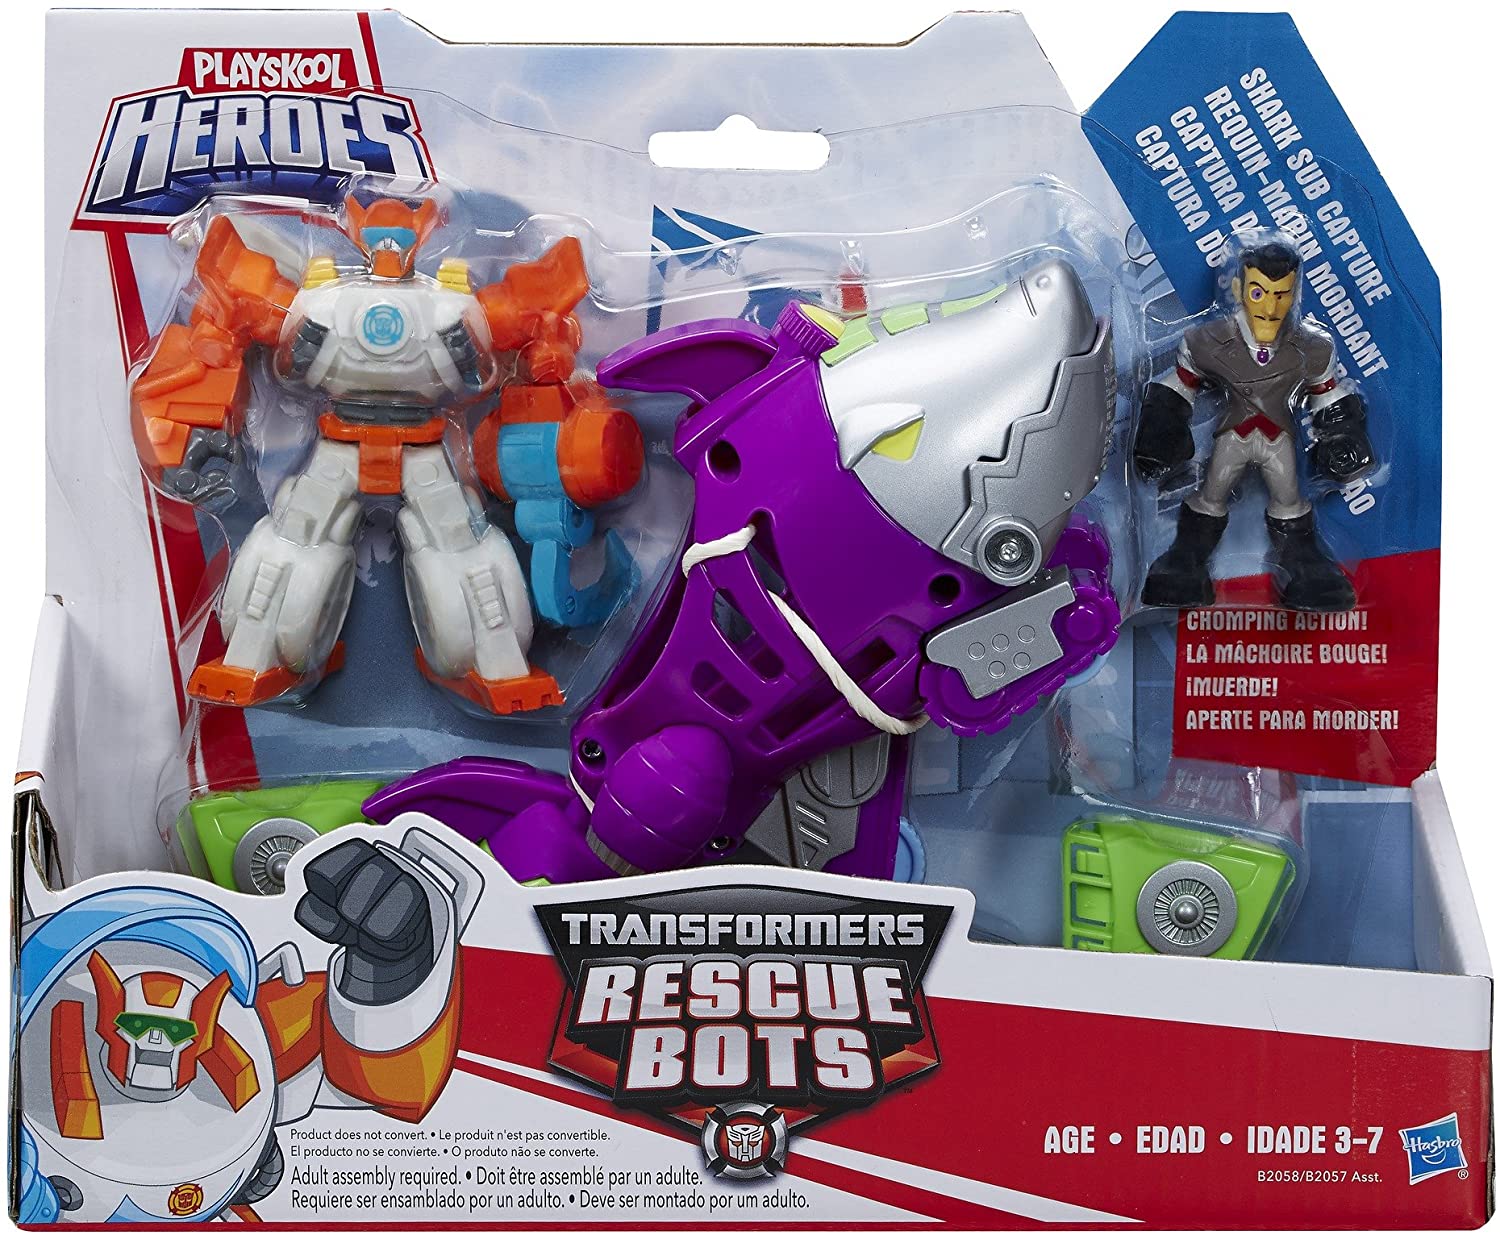 PLAYSKOOL
HEROES
SHARK SUB CAPTURE
REQUIN-MARIN MORDANT
CAPTURA
CAPTURA
CHOMPING ACTION!
LA MÂCHOIRE BOUGE!
¡MUERDE!
APERTE PARA MORDER!
TRANSFORMERS
RESCUE
BOTS
™
Product does not convert. • Le produit n'est pas convertible.
El producto no se convierte. • O produto não se converte.
Adult assembly required. • Doit être assemblé par un adulte.
Requiere ser ensamblado por un adulto. • Deve ser montado por um adulto.
AGE • EDAD • IDADE 3-7
B2058/B2057 Asst.
Hasbro
®